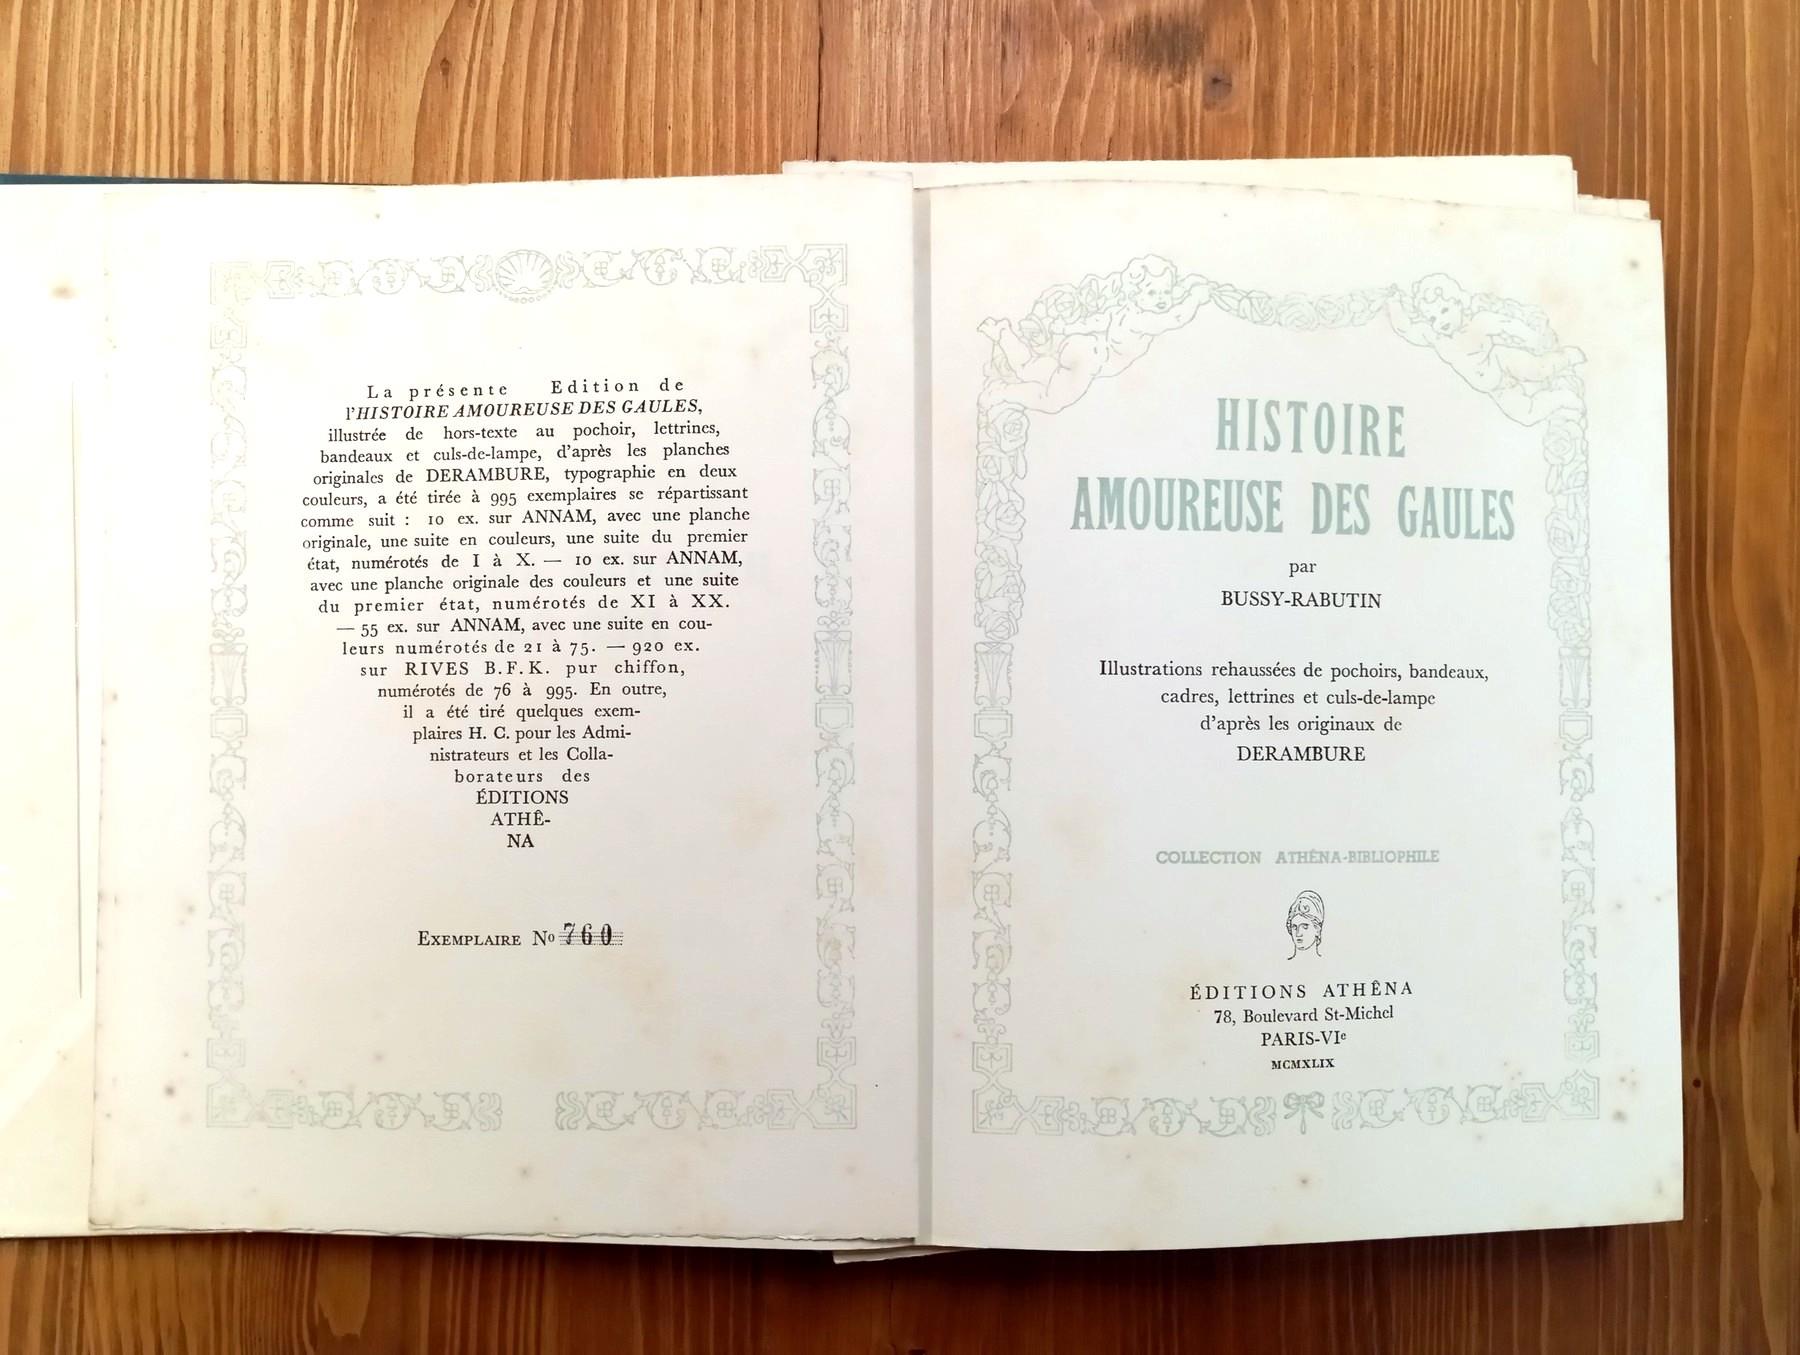 La présente Edition de
l'HISTOIRE AMOUREUSE DES GAULES,
illustrée de hors-texte au pochoir, lettrines,
bandeaux et culs-de-lampe, d'après les planches
originales de DERAMBURE, typographie en deux
couleurs, a été tirée à 995 exemplaires se répartissant
comme suit : 10 ex. sur ANNAM, avec une planche
originale, une suite en couleurs, une suite du premier
état, numérotés de I à X. — 10 ex. sur ANNAM,
avec une planche originale des couleurs et une suite
du premier état, numérotés de XI à XX.
— 55 ex. sur ANNAM, avec une suite en cou-
leurs numérotés de 21 à 75. — 920 ex.
sur RIVES B.F.K. pur chiffon,
numérotés de 76 à 995. En outre,
il a été tiré quelques exem-
plaires H. C. pour les Admi-
nistrateurs et les Colla-
borateurs des
ÉDITIONS
ATHÊ-
NA
EXEMPLAIRE Nº 760
HISTOIRE
AMOUREUSE DES GAULES
par
BUSSY-RABUTIN
Illustrations rehaussées de pochoirs, bandeaux,
cadres, lettrines et culs-de-lampe
d'après les originaux de
DERAMBURE
COLLECTION ATHÊNA-BIBLIOPHILE
ÉDITIONS ATHÊNA
78, Boulevard St-Michel
PARIS-VIe
MCMXLIX